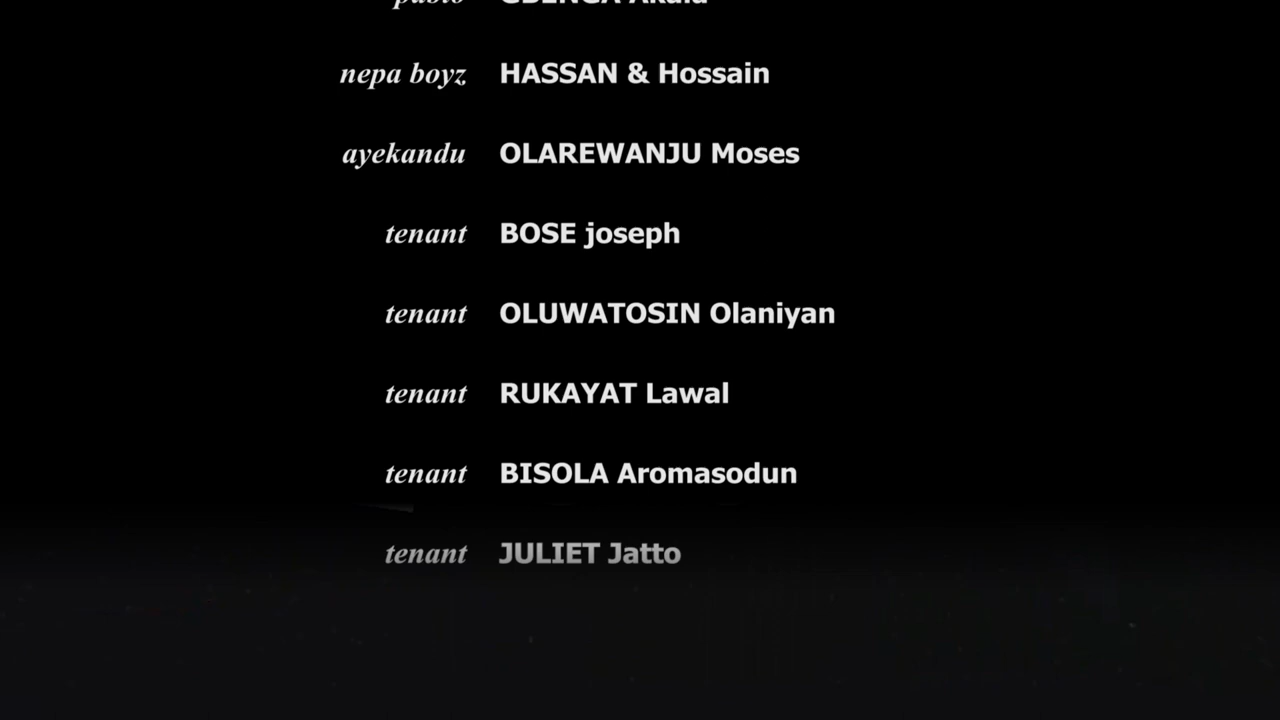 nepa boyz HASSAN & Hossain
ayekandu OLAREWANJU Moses
tenant BOSE joseph
tenant OLUWATOSIN Olaniyan
tenant RUKAYAT Lawal
tenant BISOLA Aromasodun
tenant JULIET Jatto